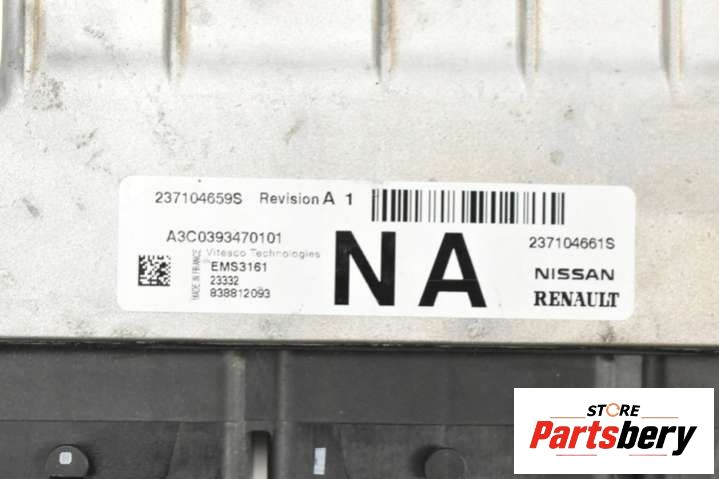 237104659S Revision A 1
A3C0393470101
Vitesco Technologies
MADE IN FRANCE
EMS3161
23332
838812093
NA
237104661S
NISSAN
RENAULT
STORE
Partsbery